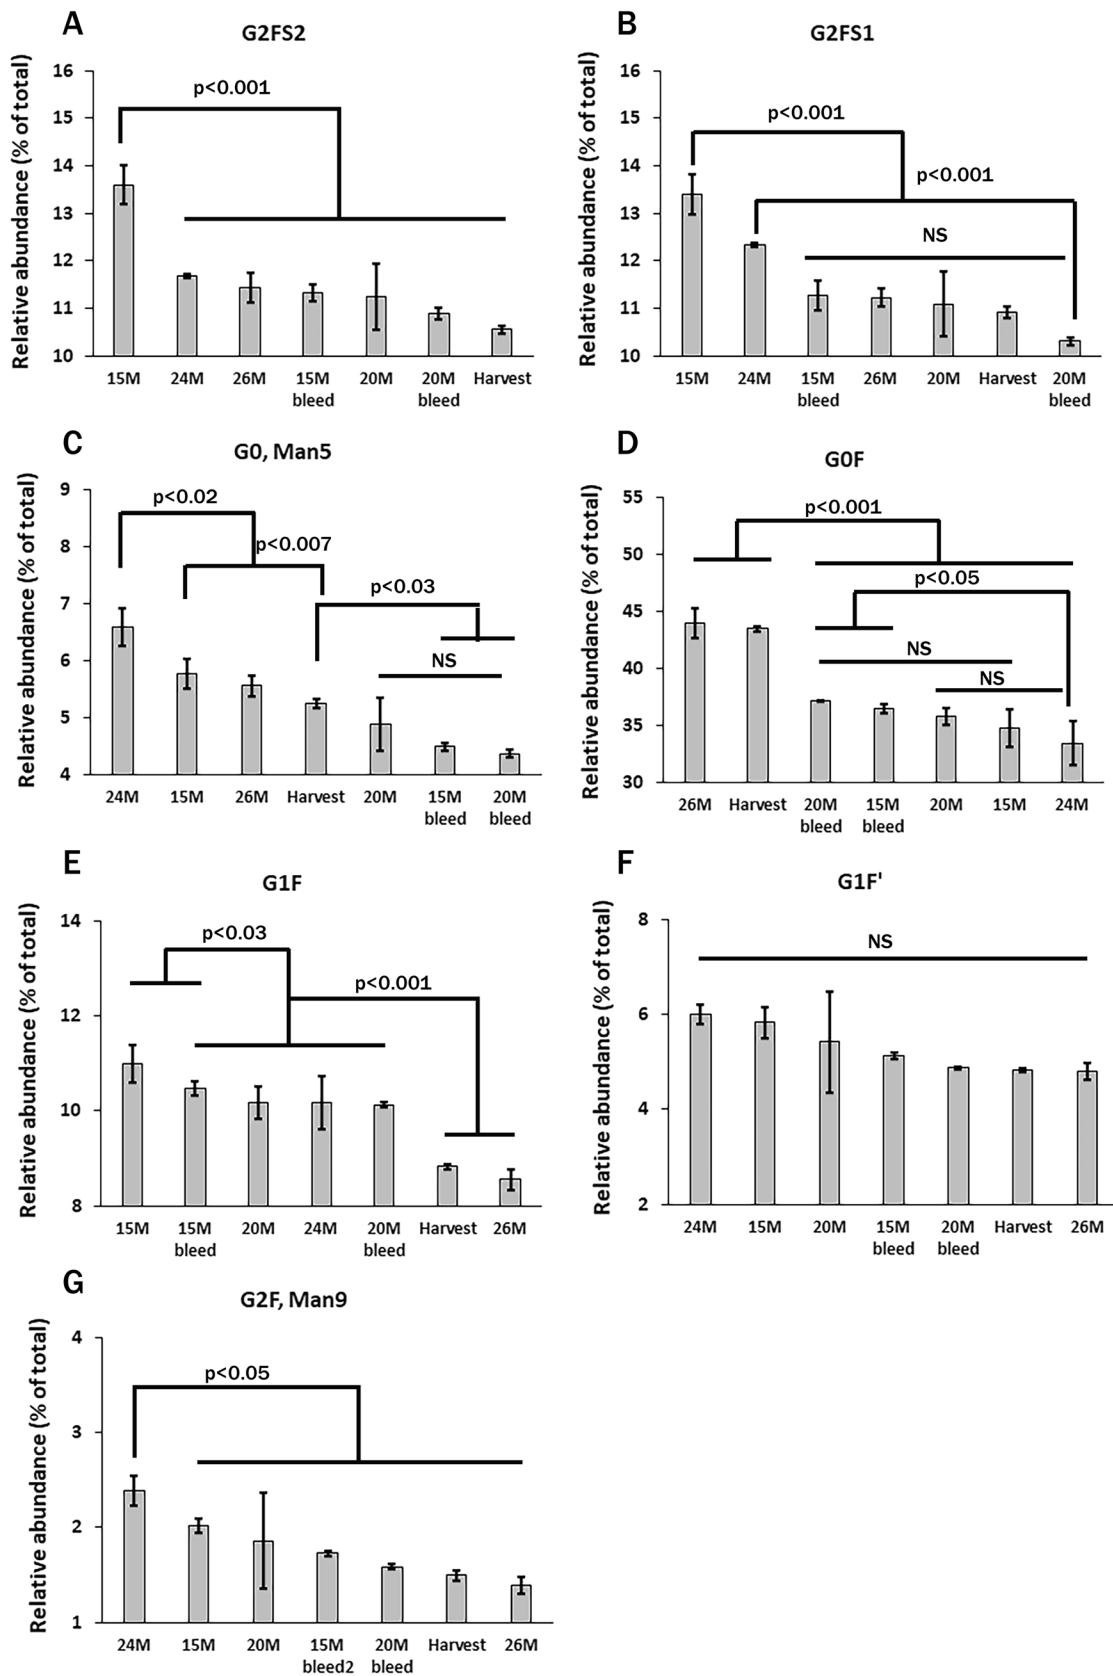 A
G2FS2
Relative abundance (% of total)
16
15
14
13
12
11
10
p<0.001
15M
24M
26M
15M
bleed
20M
20M
bleed
Harvest
B
G2FS1
Relative abundance (% of total)
16
15
14
13
12
11
10
p<0.001
p<0.001
NS
15M
24M
15M
bleed
26M
20M
Harvest
20M
bleed
C
G0, Man5
Relative abundance (% of total)
9
8
7
6
5
4
p<0.02
p<0.007
p<0.03
NS
24M
15M
26M
Harvest
20M
15M
bleed
20M
bleed
D
G0F
Relative abundance (% of total)
55
50
45
40
35
30
p<0.001
p<0.05
NS
NS
26M
Harvest
20M
bleed
15M
bleed
20M
15M
24M
E
G1F
Relative abundance (% of total)
14
12
10
8
p<0.03
p<0.001
15M
15M
bleed
20M
24M
20M
bleed
Harvest
26M
F
G1F'
Relative abundance (% of total)
8
6
4
2
NS
24M
15M
20M
15M
bleed
20M
bleed
Harvest
26M
G
G2F, Man9
Relative abundance (% of total)
4
3
2
1
p<0.05
24M
15M
20M
15M
bleed2
20M
bleed
Harvest
26M